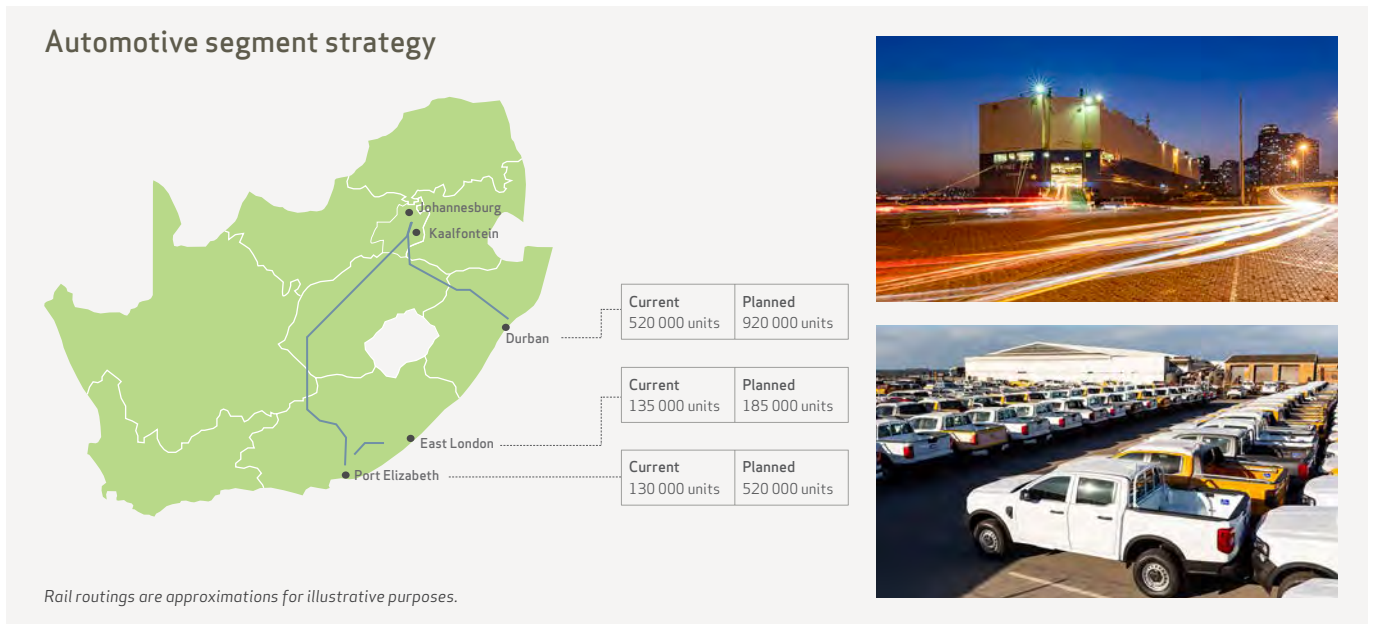 Automotive segment strategy
Johannesburg
Kaalfontein
Durban
Current
520 000 units
Planned
920 000 units
East London
Current
135 000 units
Planned
185 000 units
Port Elizabeth
Current
130 000 units
Planned
520 000 units
Rail routings are approximations for illustrative purposes.